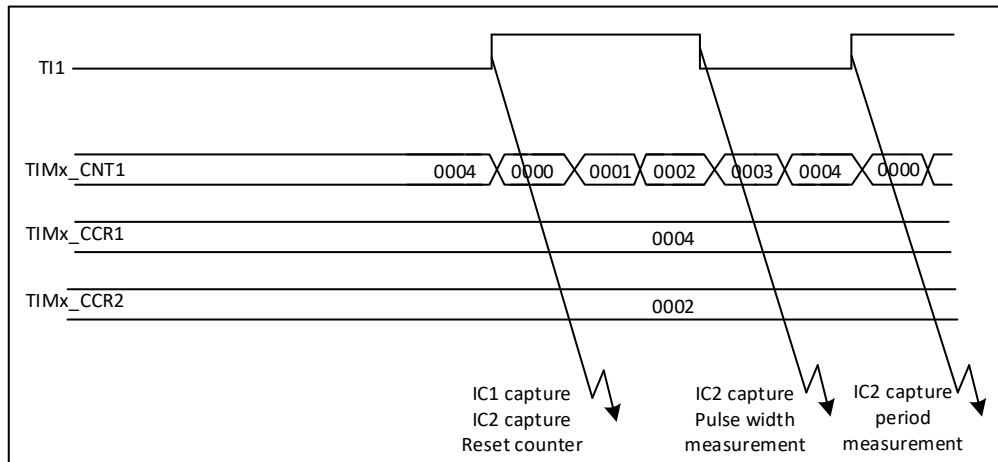 TI1
TIMx_CNT1
0004 0000 0001 0002 0003 0004 0000
TIMx_CCR1
0004
TIMx_CCR2
0002
IC1 capture
IC2 capture
Reset counter
IC2 capture
Pulse width
measurement
IC2 capture
period
measurement